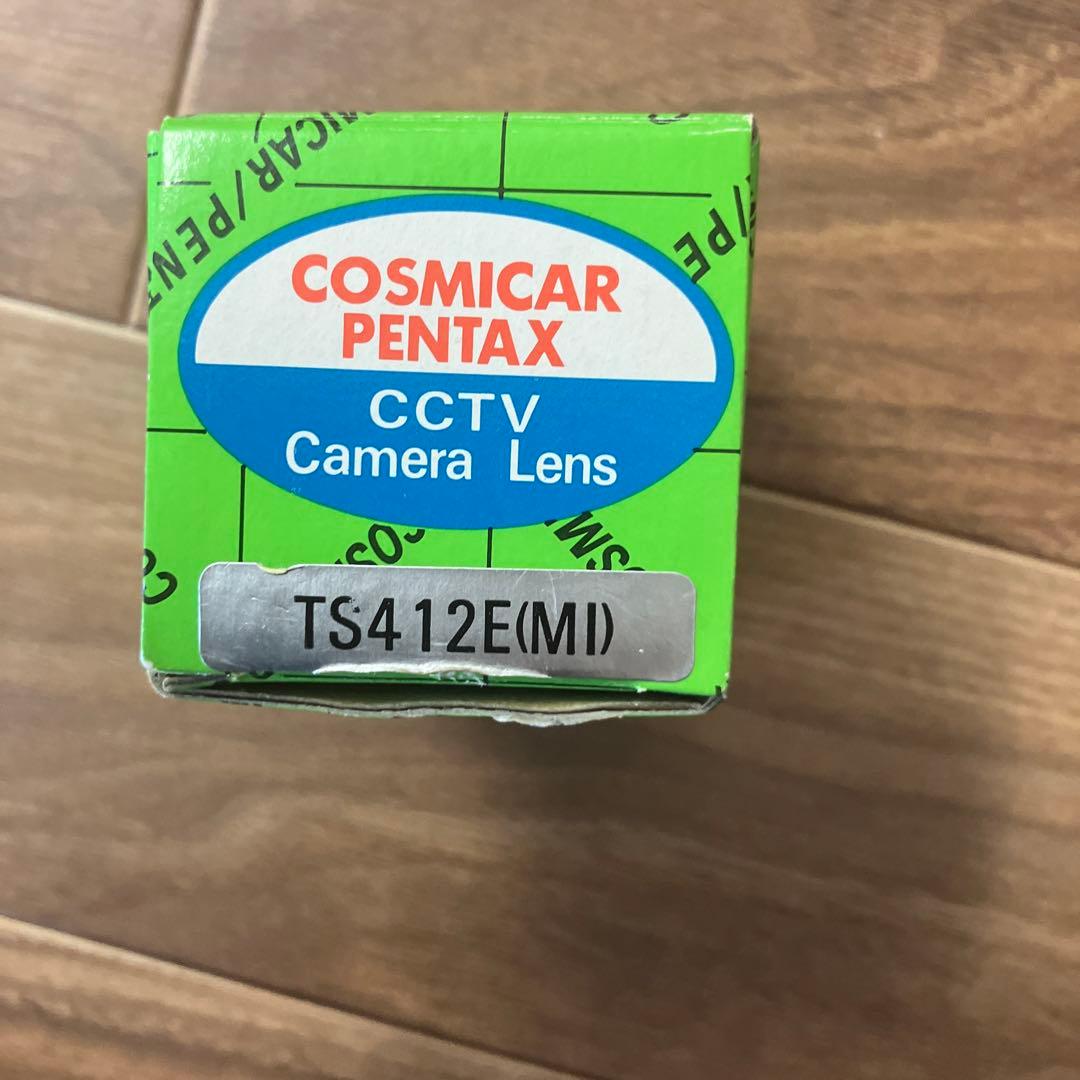 COSMICAR
PENTAX
CCTV
Camera Lens
TS412E(MI)